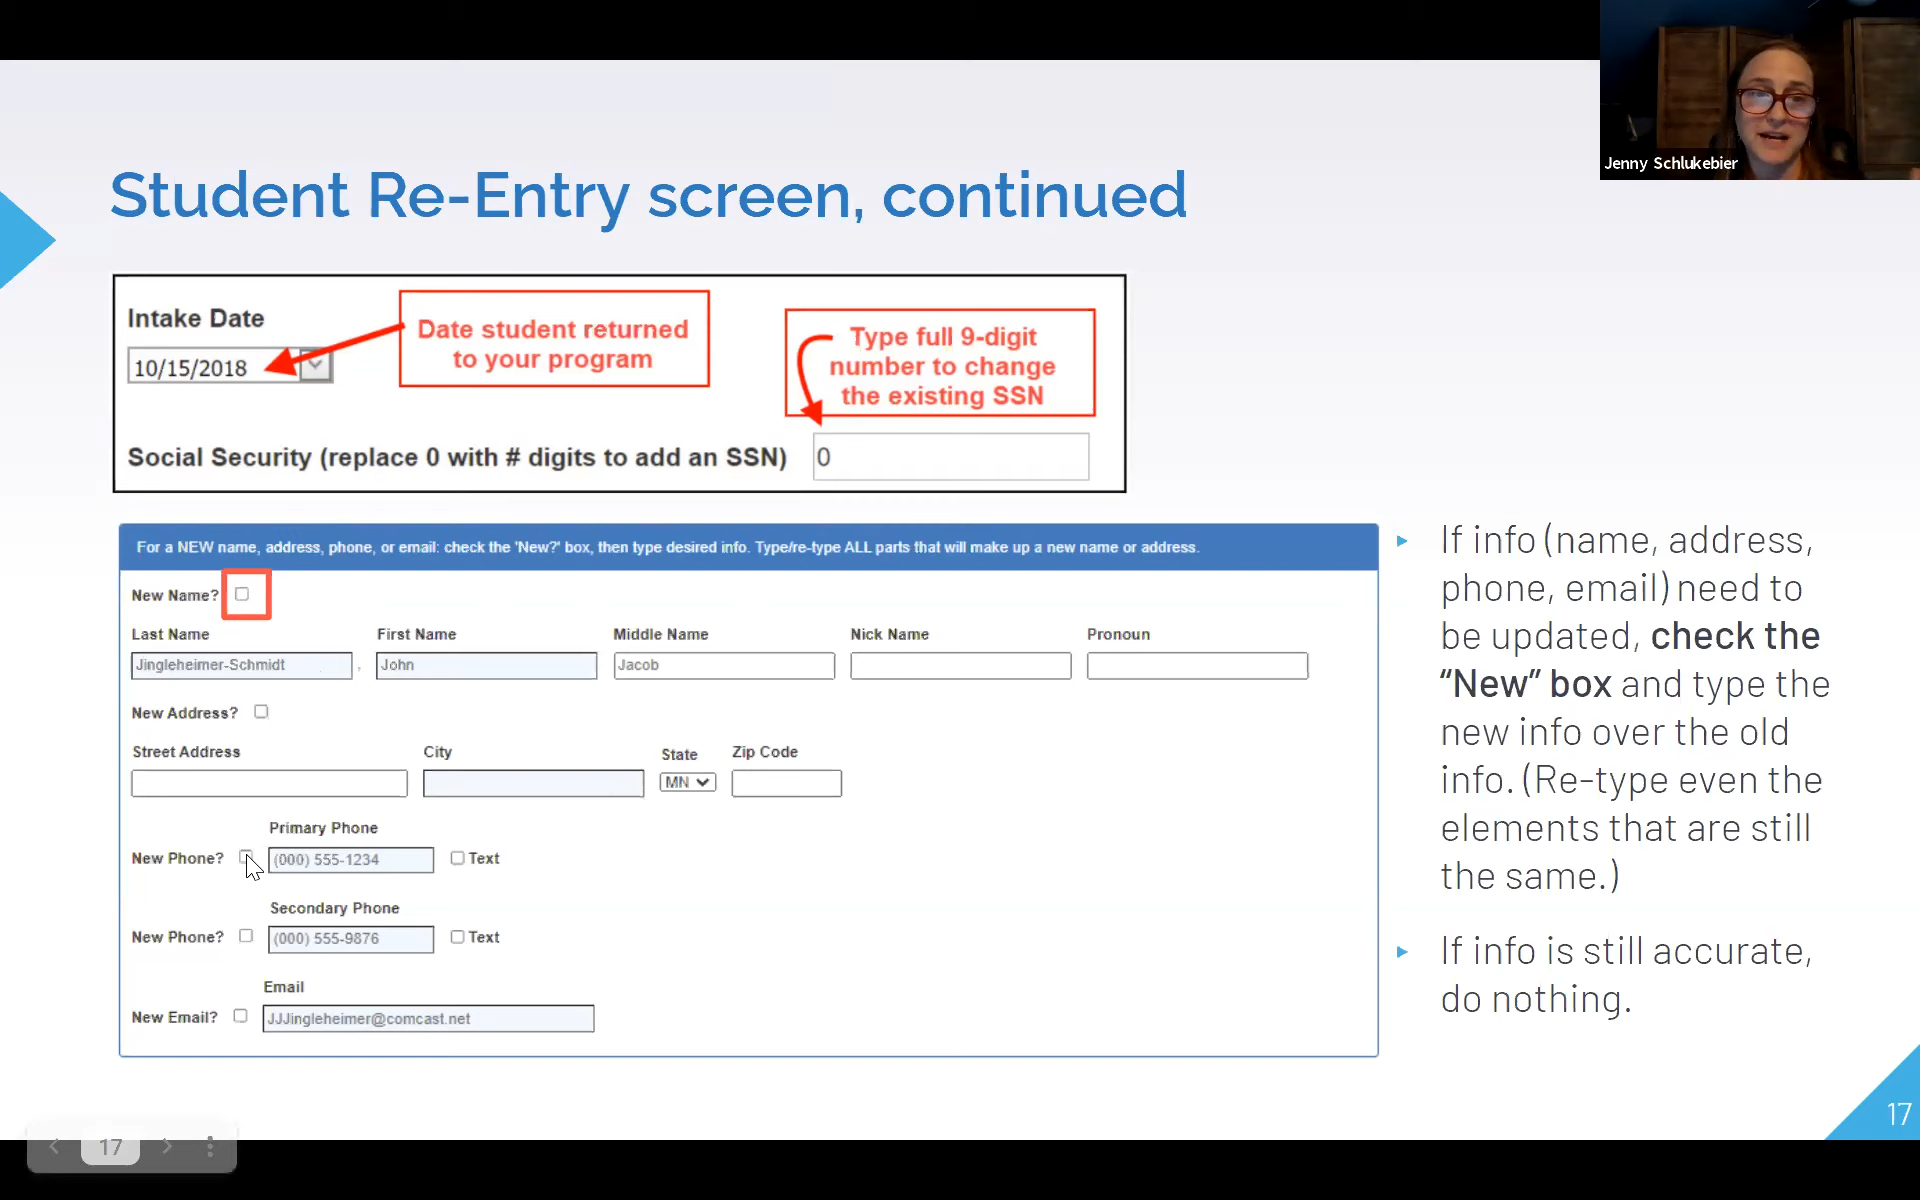 Jenny Schlukebier
Student Re-Entry screen, continued
Intake Date
10/15/2018
Date student returned
to your program
Type full 9-digit
number to change
the existing SSN
Social Security (replace 0 with # digits to add an SSN)
0
For a NEW name, address, phone, or email: check the 'New?' box, then type desired info. Type/re-type ALL parts that will make up a new name or address.
New Name?
Last Name First Name Middle Name Nick Name Pronoun
Jingleheimer-Schmidt , John Jacob
New Address?
Street Address City State Zip Code
MN
Primary Phone
New Phone? (000) 555-1234 Text
Secondary Phone
New Phone? (000) 555-9876 Text
Email
New Email? JJJingleheimer@comcast.net
If info (name, address,
phone, email) need to
be updated, check the
“New” box and type the
new info over the old
info. (Re-type even the
elements that are still
the same.)
If info is still accurate,
do nothing.
17
17